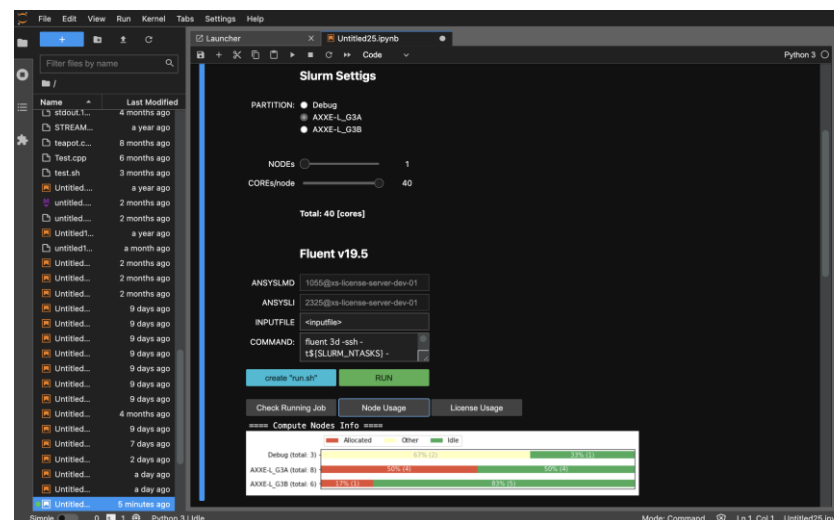 File Edit View Run Kernel Tabs Settings Help
Launcher × Untitled25.ipynb
Filter files by name
Code
Python 3
/
Name Last Modified
stdout.1... 4 months ago
STREAM... a year ago
teapot.c... 8 months ago
Test.cpp 6 months ago
test.sh 3 months ago
Untitled.... a year ago
untitled.... 2 months ago
untitled.... 2 months ago
Untitled1... a year ago
untitled1... a month ago
Untitled... 2 months ago
Untitled... 2 months ago
Untitled... 2 months ago
Untitled... 9 days ago
Untitled... 9 days ago
Untitled... 9 days ago
Untitled... 9 days ago
Untitled... 9 days ago
Untitled... 9 days ago
Untitled... 4 months ago
Untitled... 9 days ago
Untitled... 7 days ago
Untitled... 2 days ago
Untitled... a day ago
Untitled... a day ago
Untitled... 5 minutes ago
Slurm Settigs
PARTITION: Debug
AXXE-L_G3A
AXXE-L_G3B
NODEs 1
COREs/node 40
Total: 40 [cores]
Fluent v19.5
ANSYSLMD 1055@xs-license-server-dev-01
ANSYSLI 2325@xs-license-server-dev-01
INPUTFILE <inputfile>
COMMAND: fluent 3d -ssh -
t${SLURM_NTASKS} -
create "run.sh" RUN
Check Running Job Node Usage License Usage
==== Compute Nodes Info ====
Allocated Other Idle
Debug (total: 3) 67% (2) 33% (1)
AXXE-L_G3A (total: 8) 50% (4) 50% (4)
AXXE-L_G3B (total: 6) 17% (1) 83% (5)
Simple 0 1 Python 3 | Idle Mode: Command Ln 1, Col 1 Untitled25.ip